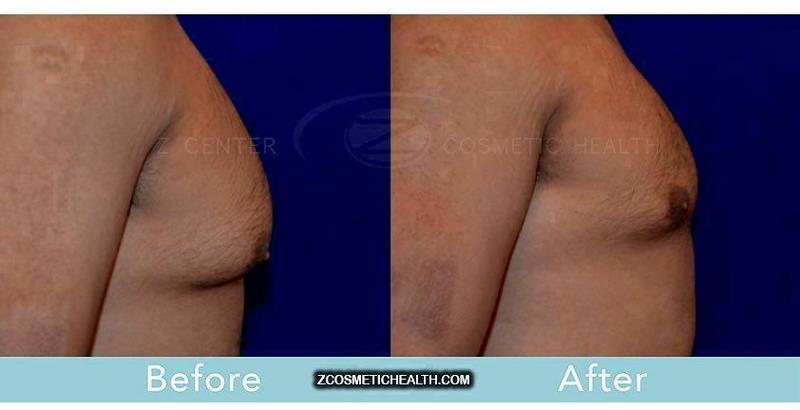 Z CENTER Z COSMETIC HEALTH
Before
ZCOSMETICHEALTH.COM
After